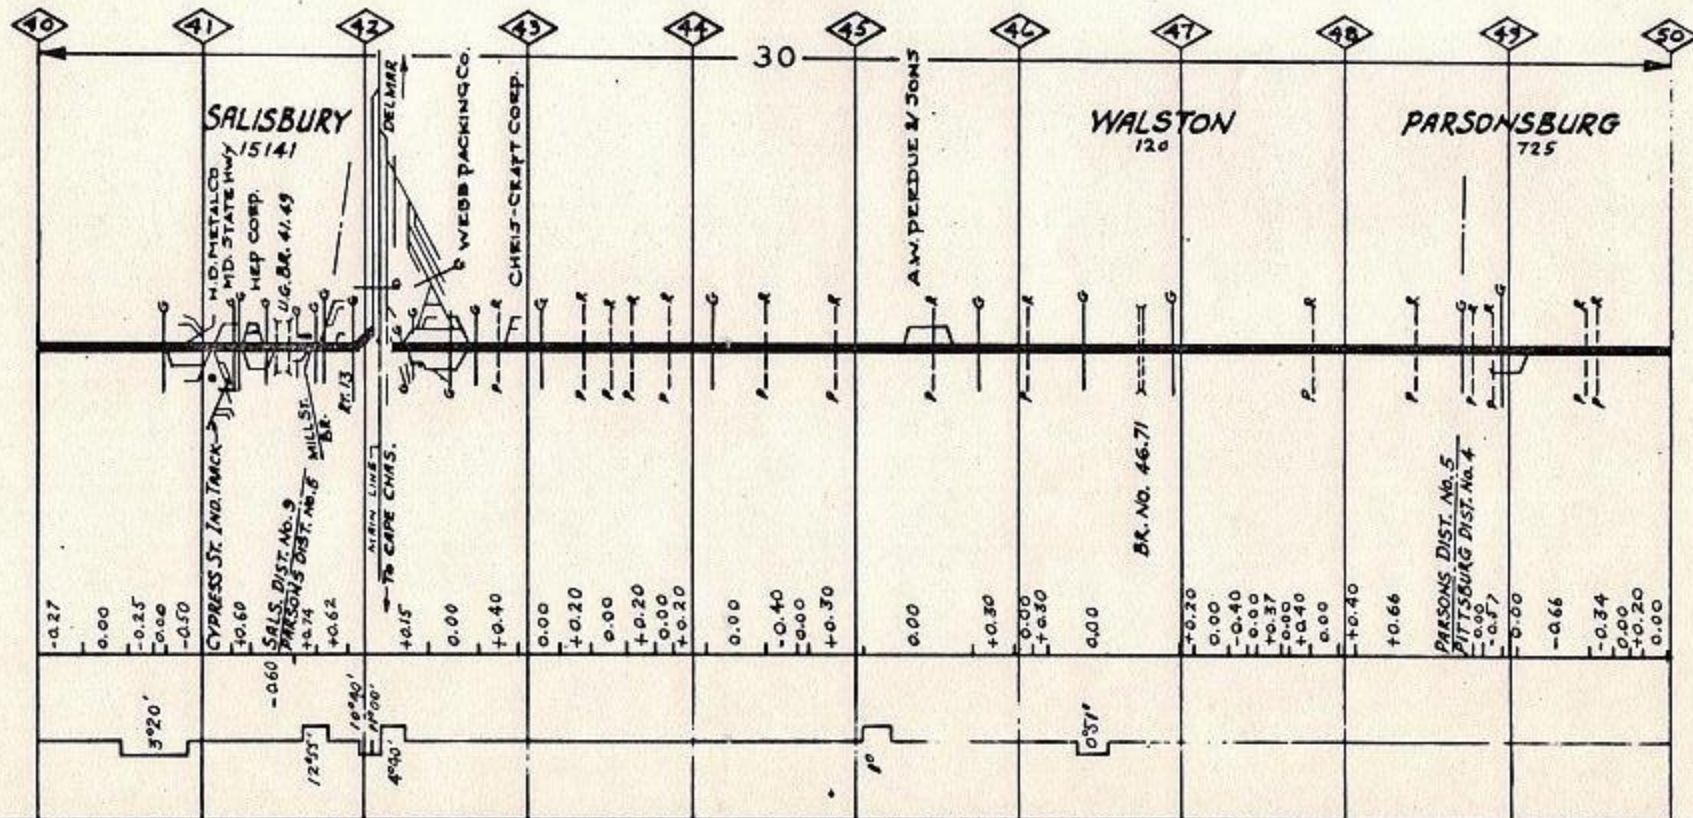 40 41 42 43 44 45 46 47 48 49 50
30
SALISBURY
15141
WALSTON
120
PARSONSBURG
725
H.D. METAL CO
MD. STATE HWY
HEP CORP.
U.G.BR. 41.49
DELMAR
WEBB PACKING CO.
CHRIS-CRAFT CORP.
A.W. PERDUE & SONS
G G G G G G G G G G G
R R R R R R R R R R R R R R R R
P P P P P P P P P P P P P P P P
CYPRESS ST. IND. TRACK
MILL ST.
BR.
RT. 13
MAIN LINE
TO CAPE CHAS.
BR. NO. 46.71
SALS. DIST. No. 9
PARSONS DIST. No. 5
PARSONS. DIST. No. 5
PITTSBURG DIST. No. 4
-0.27 0.00 -0.25 0.00 -0.50 +0.60 -0.60 +0.74 +0.62 +0.15 0.00 +0.40 0.00 +0.20 0.00 +0.20 0.00 +0.20 0.00 -0.40 0.00 +0.30 0.00 +0.30 0.00 +0.30 0.00 +0.20 0.00 -0.40 0.00 +0.37 0.00 +0.40 0.00 +0.40 +0.66 0.00 -0.57 0.00 -0.66 -0.34 0.00 +0.20 0.00
3°20' 12°55' 10°40' 11°00' 4°40' 1° 0°51'